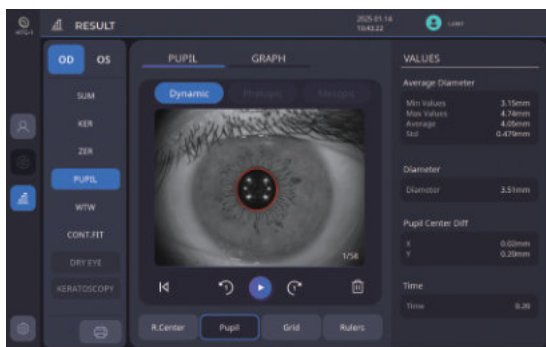 RESULT
2025-01-14
10:43:22
OD OS
SUM
KER
ZER
PUPIL
WTW
CONT.FIT
DRY EYE
KERATOSCOPY
PUPIL GRAPH
Dynamic Photopic Mesopic
1/54
R.Center Pupil Grid Rulers
VALUES
Average Diameter
Min Values 3.15mm
Max Values 4.74mm
Average 4.05mm
Std 0.479mm
Diameter
Diameter 3.51mm
Pupil Center Diff
X 0.02mm
Y 0.20mm
Time
Time 0.20